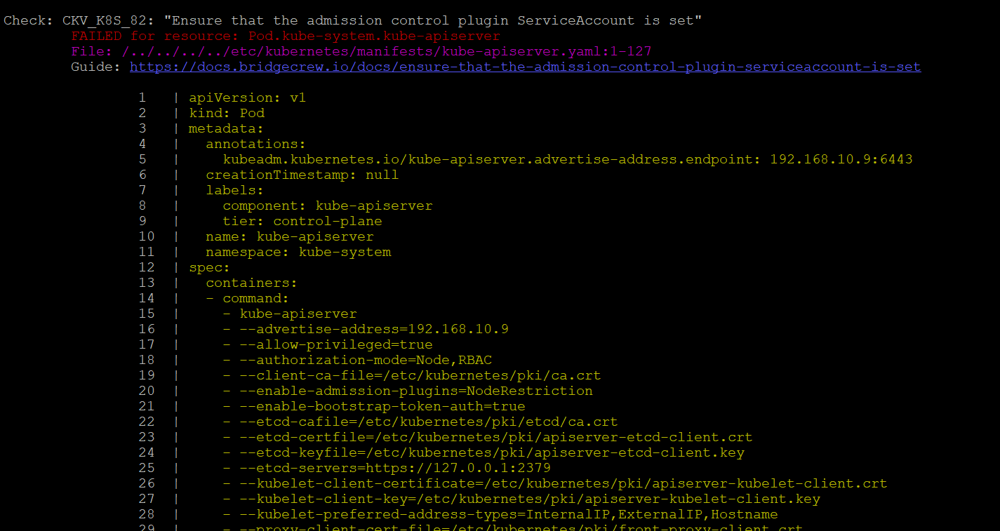 Check: CKV_K8S_82: "Ensure that the admission control plugin ServiceAccount is set"
        FAILED for resource: Pod.kube-system.kube-apiserver
        File: /../../../../etc/kubernetes/manifests/kube-apiserver.yaml:1-127
        Guide: https://docs.bridgecrew.io/docs/ensure-that-the-admission-control-plugin-serviceaccount-is-set
                1   | apiVersion: v1
                2   | kind: Pod
                3   | metadata:
                4   |   annotations:
                5   |     kubeadm.kubernetes.io/kube-apiserver.advertise-address.endpoint: 192.168.10.9:6443
                6   |   creationTimestamp: null
                7   |   labels:
                8   |     component: kube-apiserver
                9   |     tier: control-plane
                10  |   name: kube-apiserver
                11  |   namespace: kube-system
                12  | spec:
                13  |   containers:
                14  |   - command:
                15  |     - kube-apiserver
                16  |     - --advertise-address=192.168.10.9
                17  |     - --allow-privileged=true
                18  |     - --authorization-mode=Node,RBAC
                19  |     - --client-ca-file=/etc/kubernetes/pki/ca.crt
                20  |     - --enable-admission-plugins=NodeRestriction
                21  |     - --enable-bootstrap-token-auth=true
                22  |     - --etcd-cafile=/etc/kubernetes/pki/etcd/ca.crt
                23  |     - --etcd-certfile=/etc/kubernetes/pki/apiserver-etcd-client.crt
                24  |     - --etcd-keyfile=/etc/kubernetes/pki/apiserver-etcd-client.key
                25  |     - --etcd-servers=https://127.0.0.1:2379
                26  |     - --kubelet-client-certificate=/etc/kubernetes/pki/apiserver-kubelet-client.crt
                27  |     - --kubelet-client-key=/etc/kubernetes/pki/apiserver-kubelet-client.key
                28  |     - --kubelet-preferred-address-types=InternalIP,ExternalIP,Hostname
                29  |     - --proxy-client-cert-file=/etc/kubernetes/pki/front-proxy-client.crt